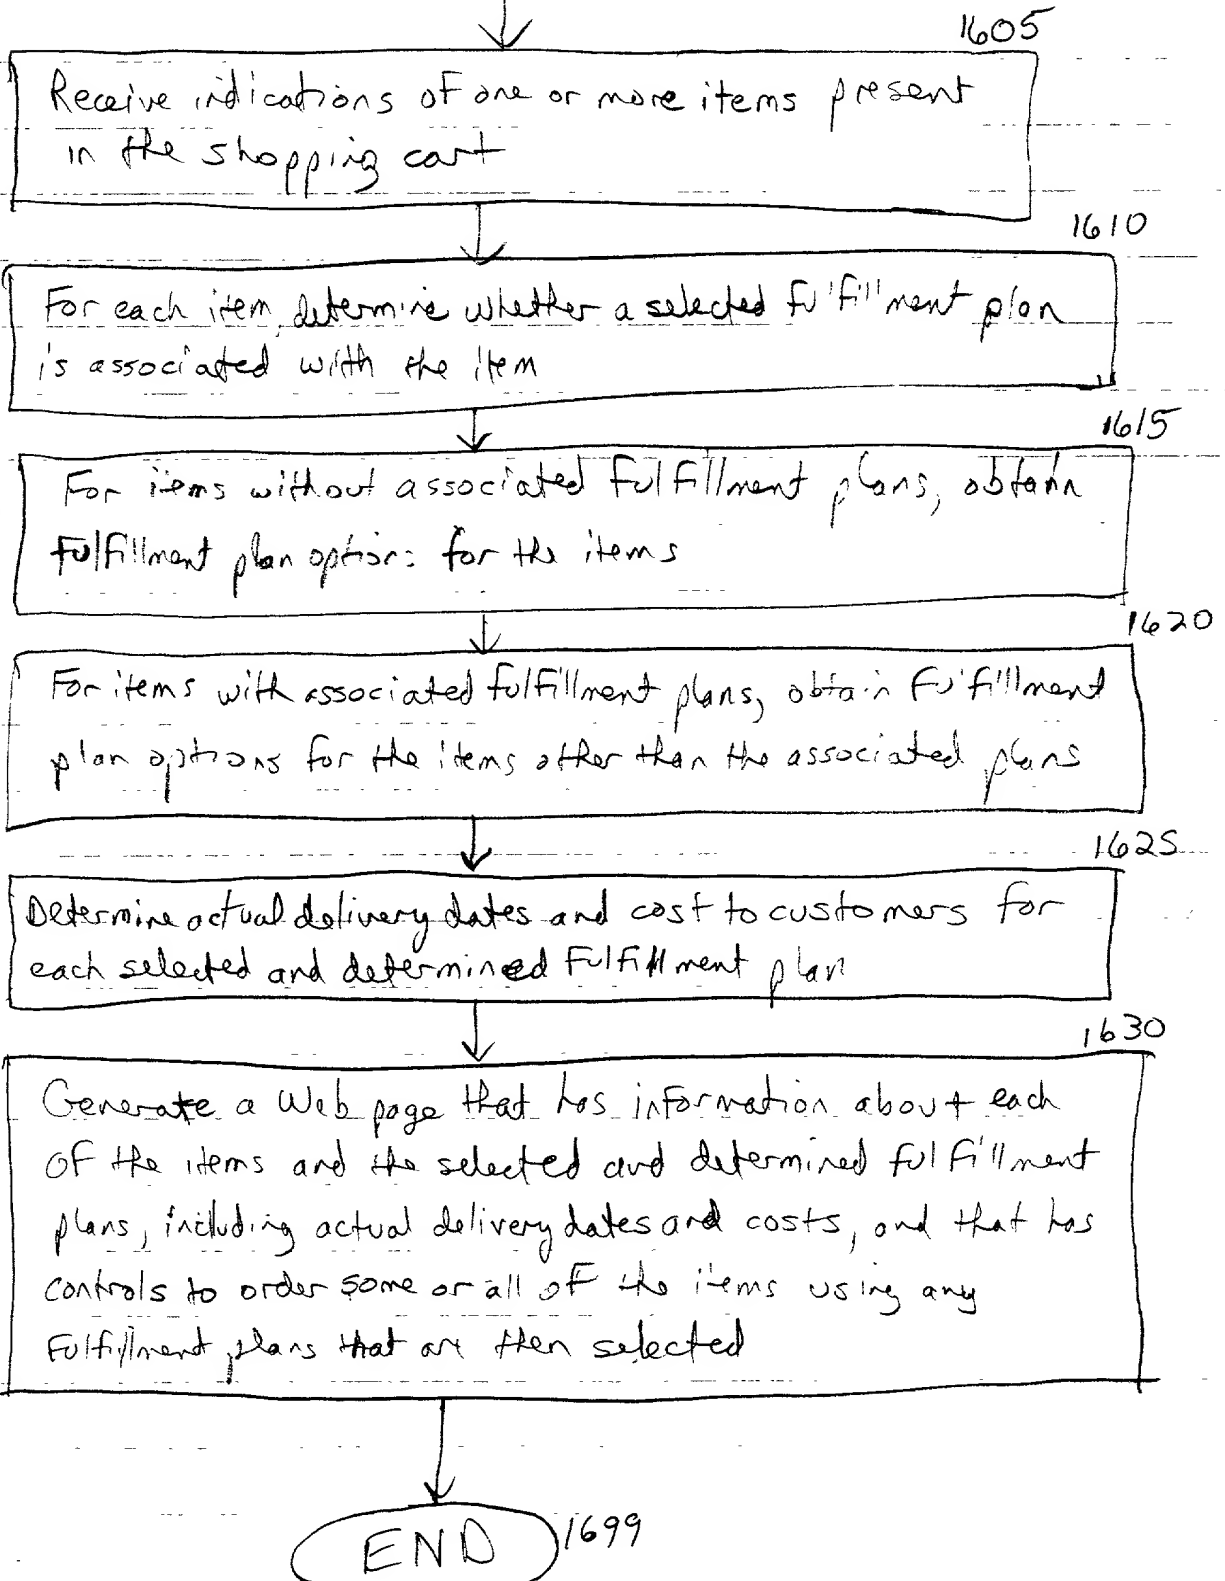 1605
Receive indications of one or more items present
in the shopping cart
1610
For each item, determine whether a selected fulfillment plan
is associated with the item
1615
For items without associated fulfillment plans, obtain
fulfillment plan options for the items
1620
For items with associated fulfillment plans, obtain fulfillment
plan options for the items other than the associated plans
1625
Determine actual delivery dates and cost to customers for
each selected and determined fulfillment plan
1630
Generate a Web page that has information about each
of the items and the selected and determined fulfillment
plans, including actual delivery dates and costs, and that has
controls to order some or all of the items using any
fulfillment plans that are then selected
END
1699